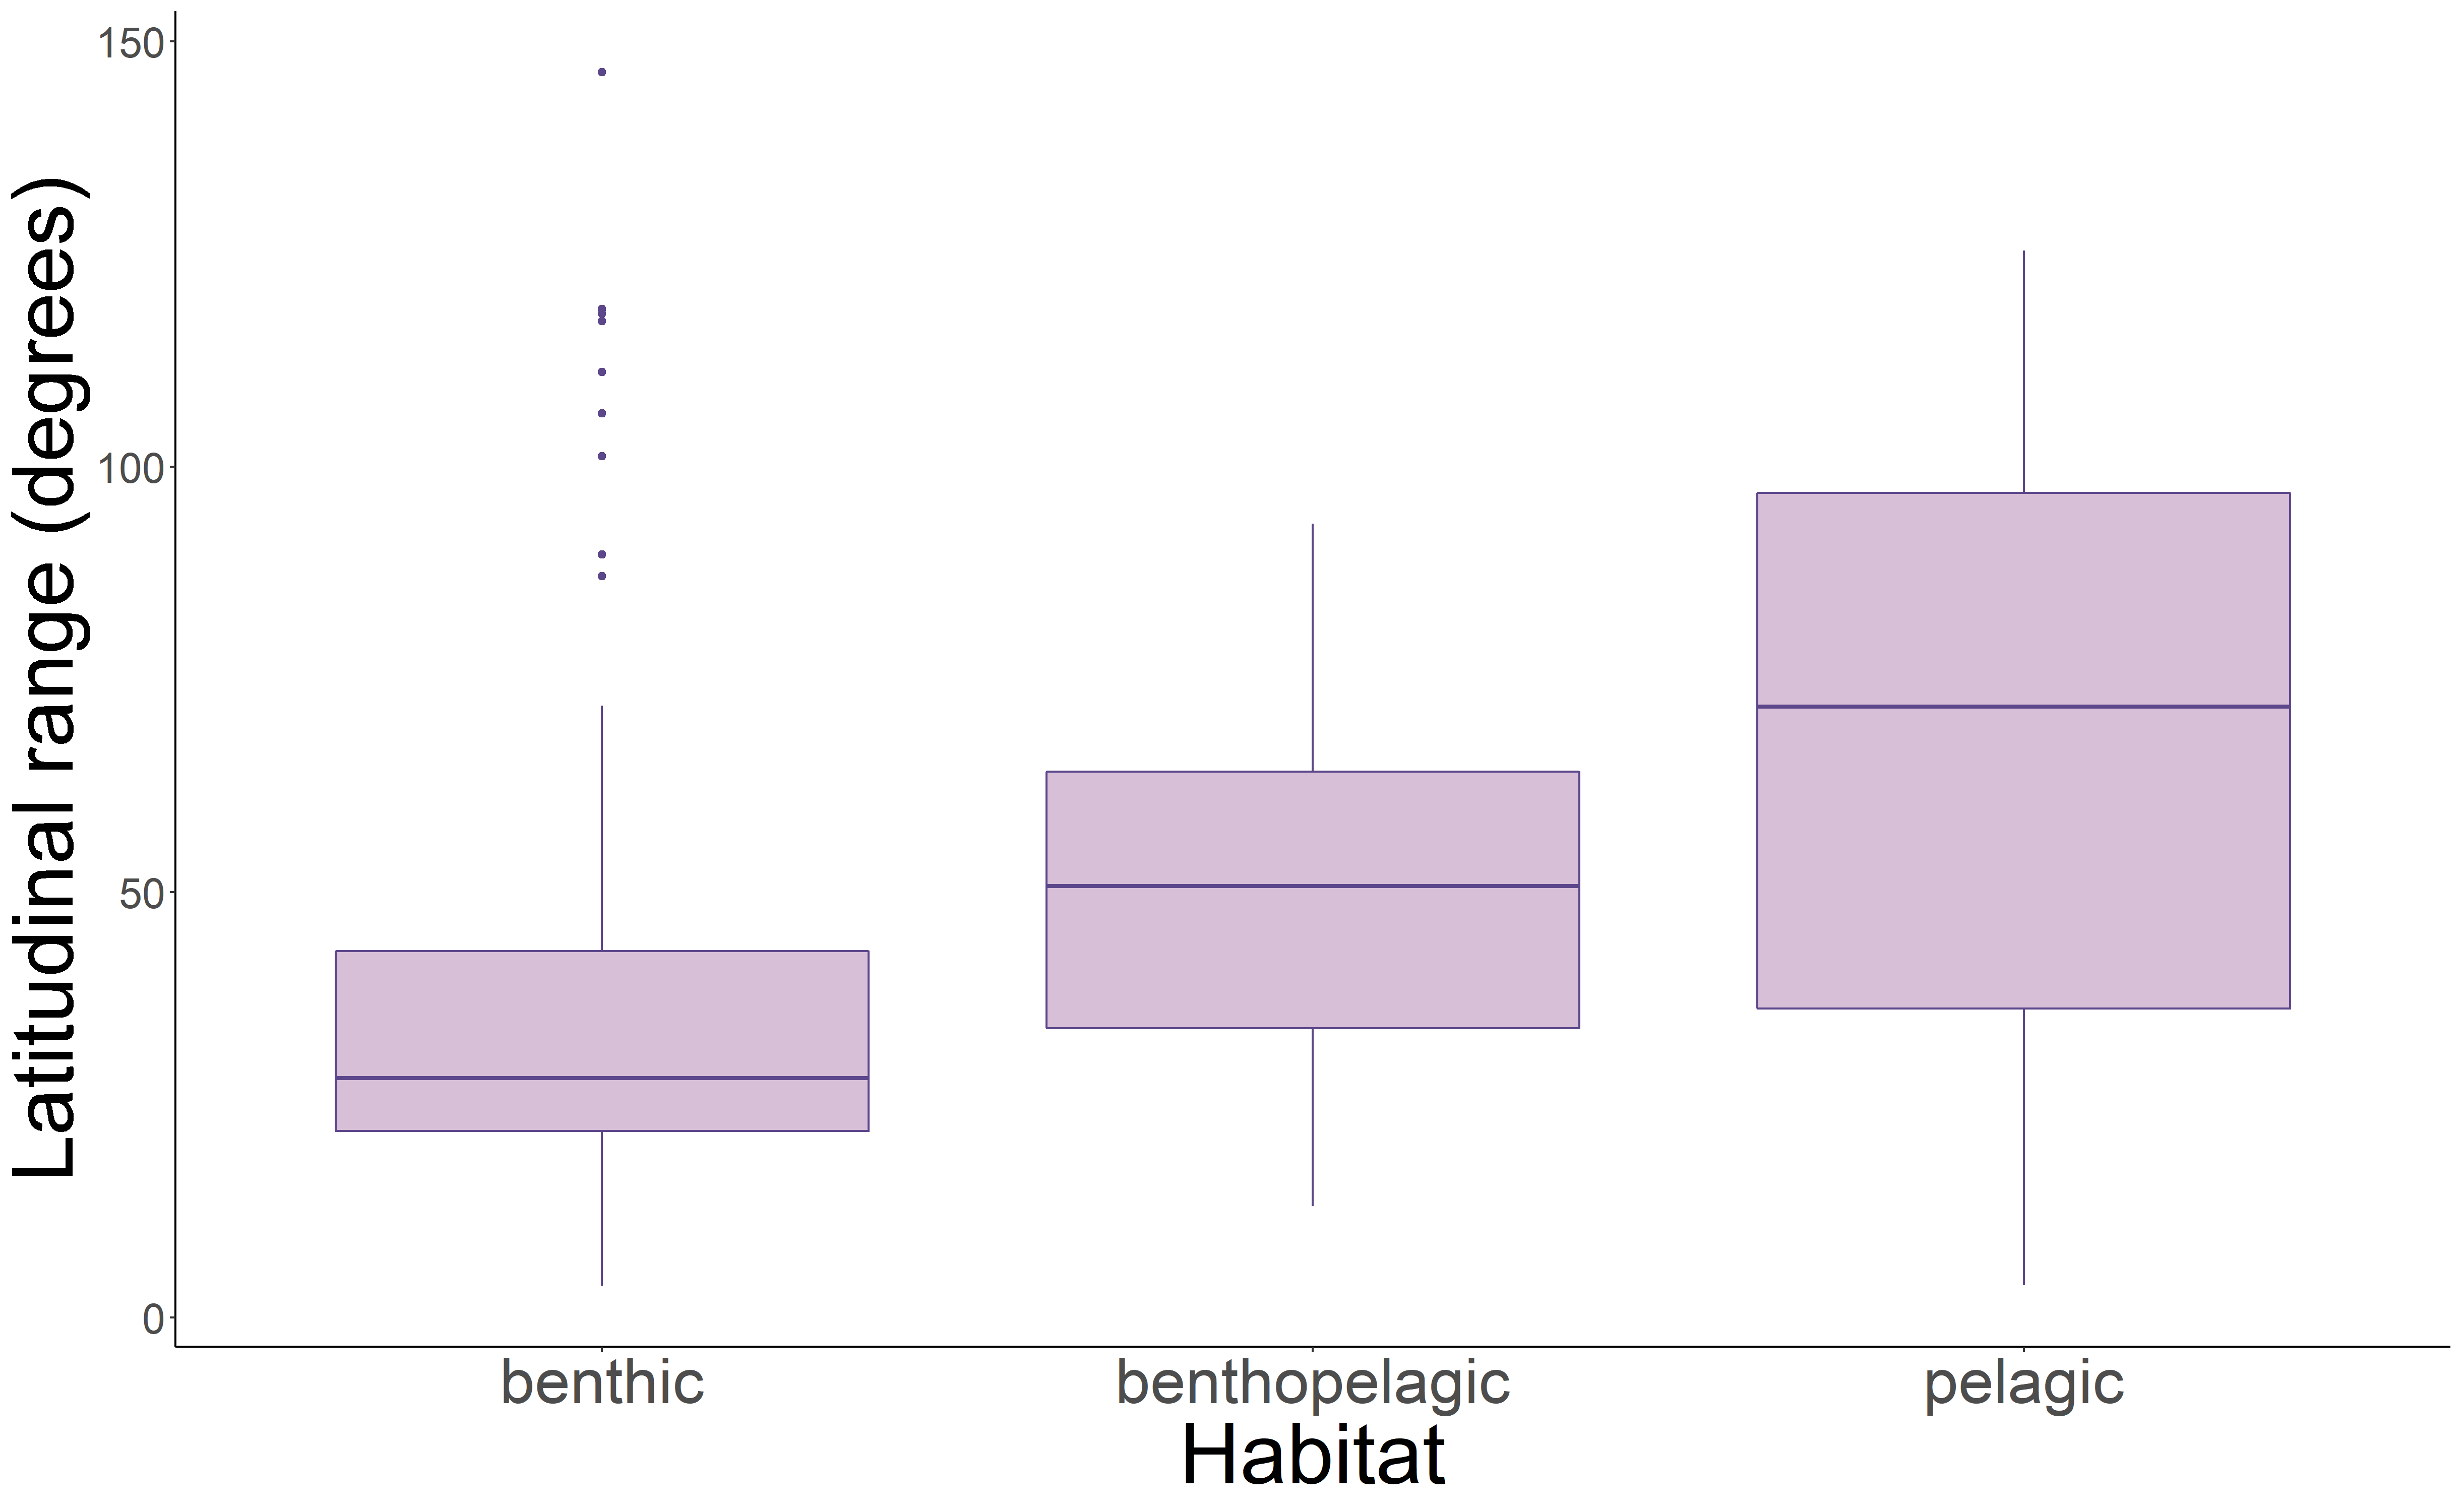 Latitudinal range (degrees)
150
100
50
0
benthic benthopelagic pelagic
Habitat